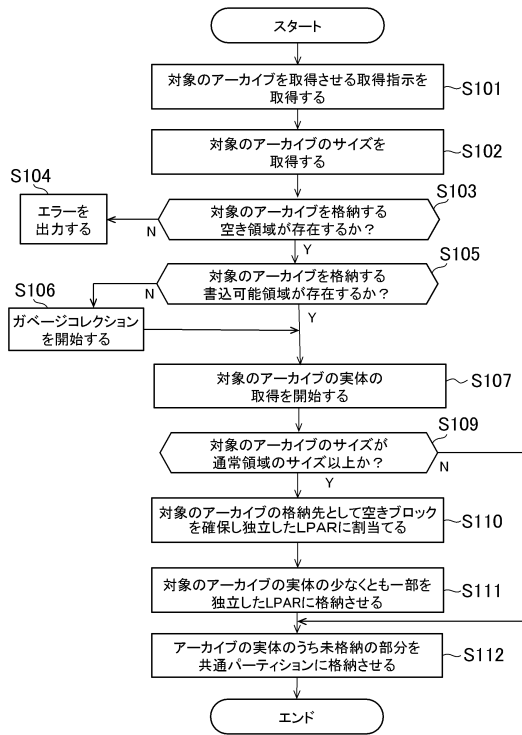 スタート
対象のアーカイブを取得させる取得指示を
取得する
S101
対象のアーカイブのサイズを
取得する
S102
S103
対象のアーカイブを格納する
空き領域が存在するか？
N
Y
S104
エラーを
出力する
S105
対象のアーカイブを格納する
書込可能領域が存在するか？
N
Y
S106
ガベージコレクション
を開始する
対象のアーカイブの実体の
取得を開始する
S107
S109
対象のアーカイブのサイズが
通常領域のサイズ以上か？
N
Y
対象のアーカイブの格納先として空きブロック
を確保し独立したLPARに割当てる
S110
対象のアーカイブの実体の少なくとも一部を
独立したLPARに格納させる
S111
アーカイブの実体のうち未格納の部分を
共通パーティションに格納させる
S112
エンド